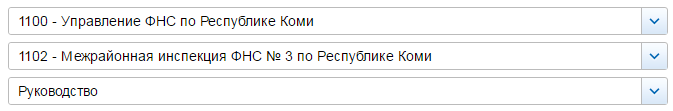 1100 - Управление ФНС по Республике Коми
1102 - Межрайонная инспекция ФНС № 3 по Республике Коми
Руководство